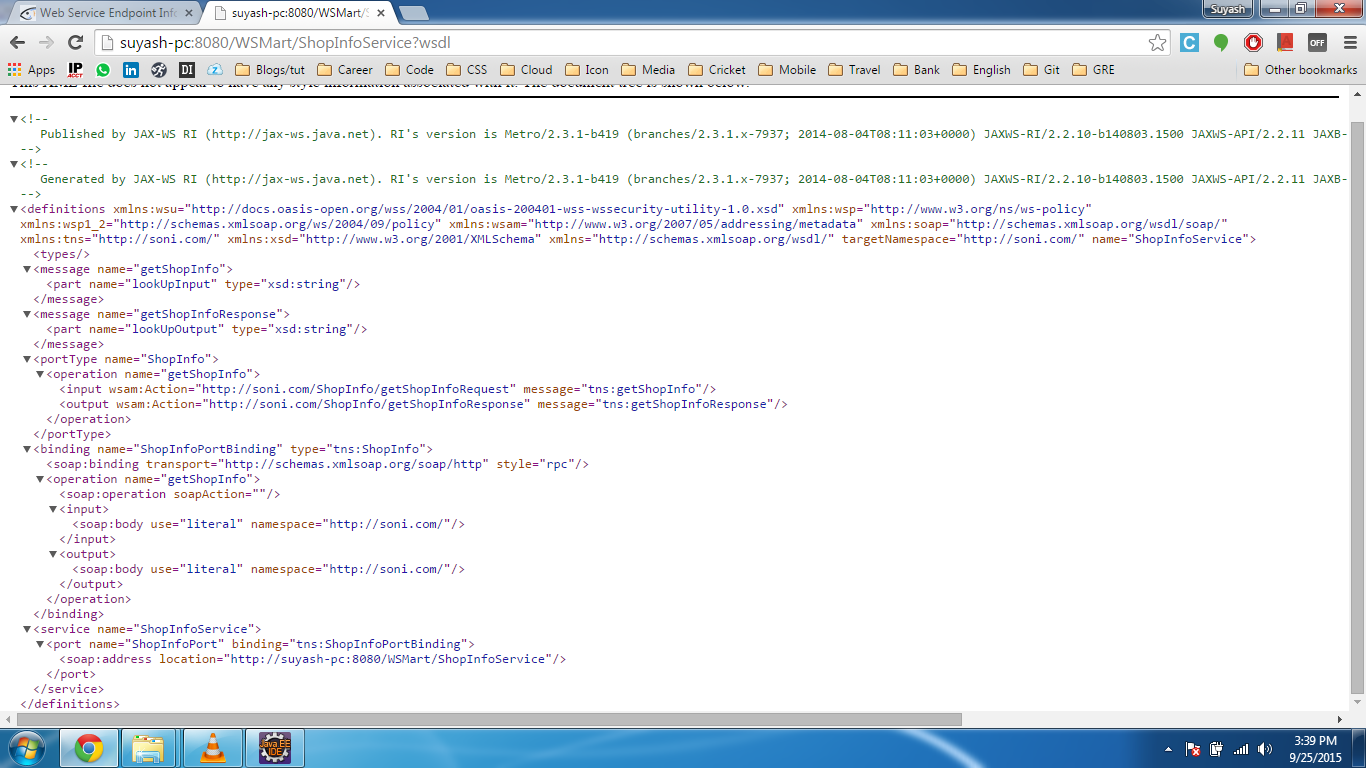 Web Service Endpoint Info
suyash-pc:8080/WSMart/S
Suyash
suyash-pc:8080/WSMart/ShopInfoService?wsdl
OFF
Apps Blogs/tut Career Code CSS Cloud Icon Media Cricket Mobile Travel Bank English Git GRE Other bookmarks
This XML file does not appear to have any style information associated with it. The document tree is shown below.
<!--
Published by JAX-WS RI (http://jax-ws.java.net). RI's version is Metro/2.3.1-b419 (branches/2.3.1.x-7937; 2014-08-04T08:11:03+0000) JAXWS-RI/2.2.10-b140803.1500 JAXWS-API/2.2.11 JAXB-
-->
<!--
Generated by JAX-WS RI (http://jax-ws.java.net). RI's version is Metro/2.3.1-b419 (branches/2.3.1.x-7937; 2014-08-04T08:11:03+0000) JAXWS-RI/2.2.10-b140803.1500 JAXWS-API/2.2.11 JAXB-
-->
<definitions xmlns:wsu="http://docs.oasis-open.org/wss/2004/01/oasis-200401-wss-wssecurity-utility-1.0.xsd" xmlns:wsp="http://www.w3.org/ns/ws-policy"
xmlns:wsp1_2="http://schemas.xmlsoap.org/ws/2004/09/policy" xmlns:wsam="http://www.w3.org/2007/05/addressing/metadata" xmlns:soap="http://schemas.xmlsoap.org/wsdl/soap/"
xmlns:tns="http://soni.com/" xmlns:xsd="http://www.w3.org/2001/XMLSchema" xmlns="http://schemas.xmlsoap.org/wsdl/" targetNamespace="http://soni.com/" name="ShopInfoService">
<types/>
<message name="getShopInfo">
<part name="lookUpInput" type="xsd:string"/>
</message>
<message name="getShopInfoResponse">
<part name="lookUpOutput" type="xsd:string"/>
</message>
<portType name="ShopInfo">
<operation name="getShopInfo">
<input wsam:Action="http://soni.com/ShopInfo/getShopInfoRequest" message="tns:getShopInfo"/>
<output wsam:Action="http://soni.com/ShopInfo/getShopInfoResponse" message="tns:getShopInfoResponse"/>
</operation>
</portType>
<binding name="ShopInfoPortBinding" type="tns:ShopInfo">
<soap:binding transport="http://schemas.xmlsoap.org/soap/http" style="rpc"/>
<operation name="getShopInfo">
<soap:operation soapAction=""/>
<input>
<soap:body use="literal" namespace="http://soni.com/"/>
</input>
<output>
<soap:body use="literal" namespace="http://soni.com/"/>
</output>
</operation>
</binding>
<service name="ShopInfoService">
<port name="ShopInfoPort" binding="tns:ShopInfoPortBinding">
<soap:address location="http://suyash-pc:8080/WSMart/ShopInfoService"/>
</port>
</service>
</definitions>
Java EE
IDE
3:39 PM
9/25/2015